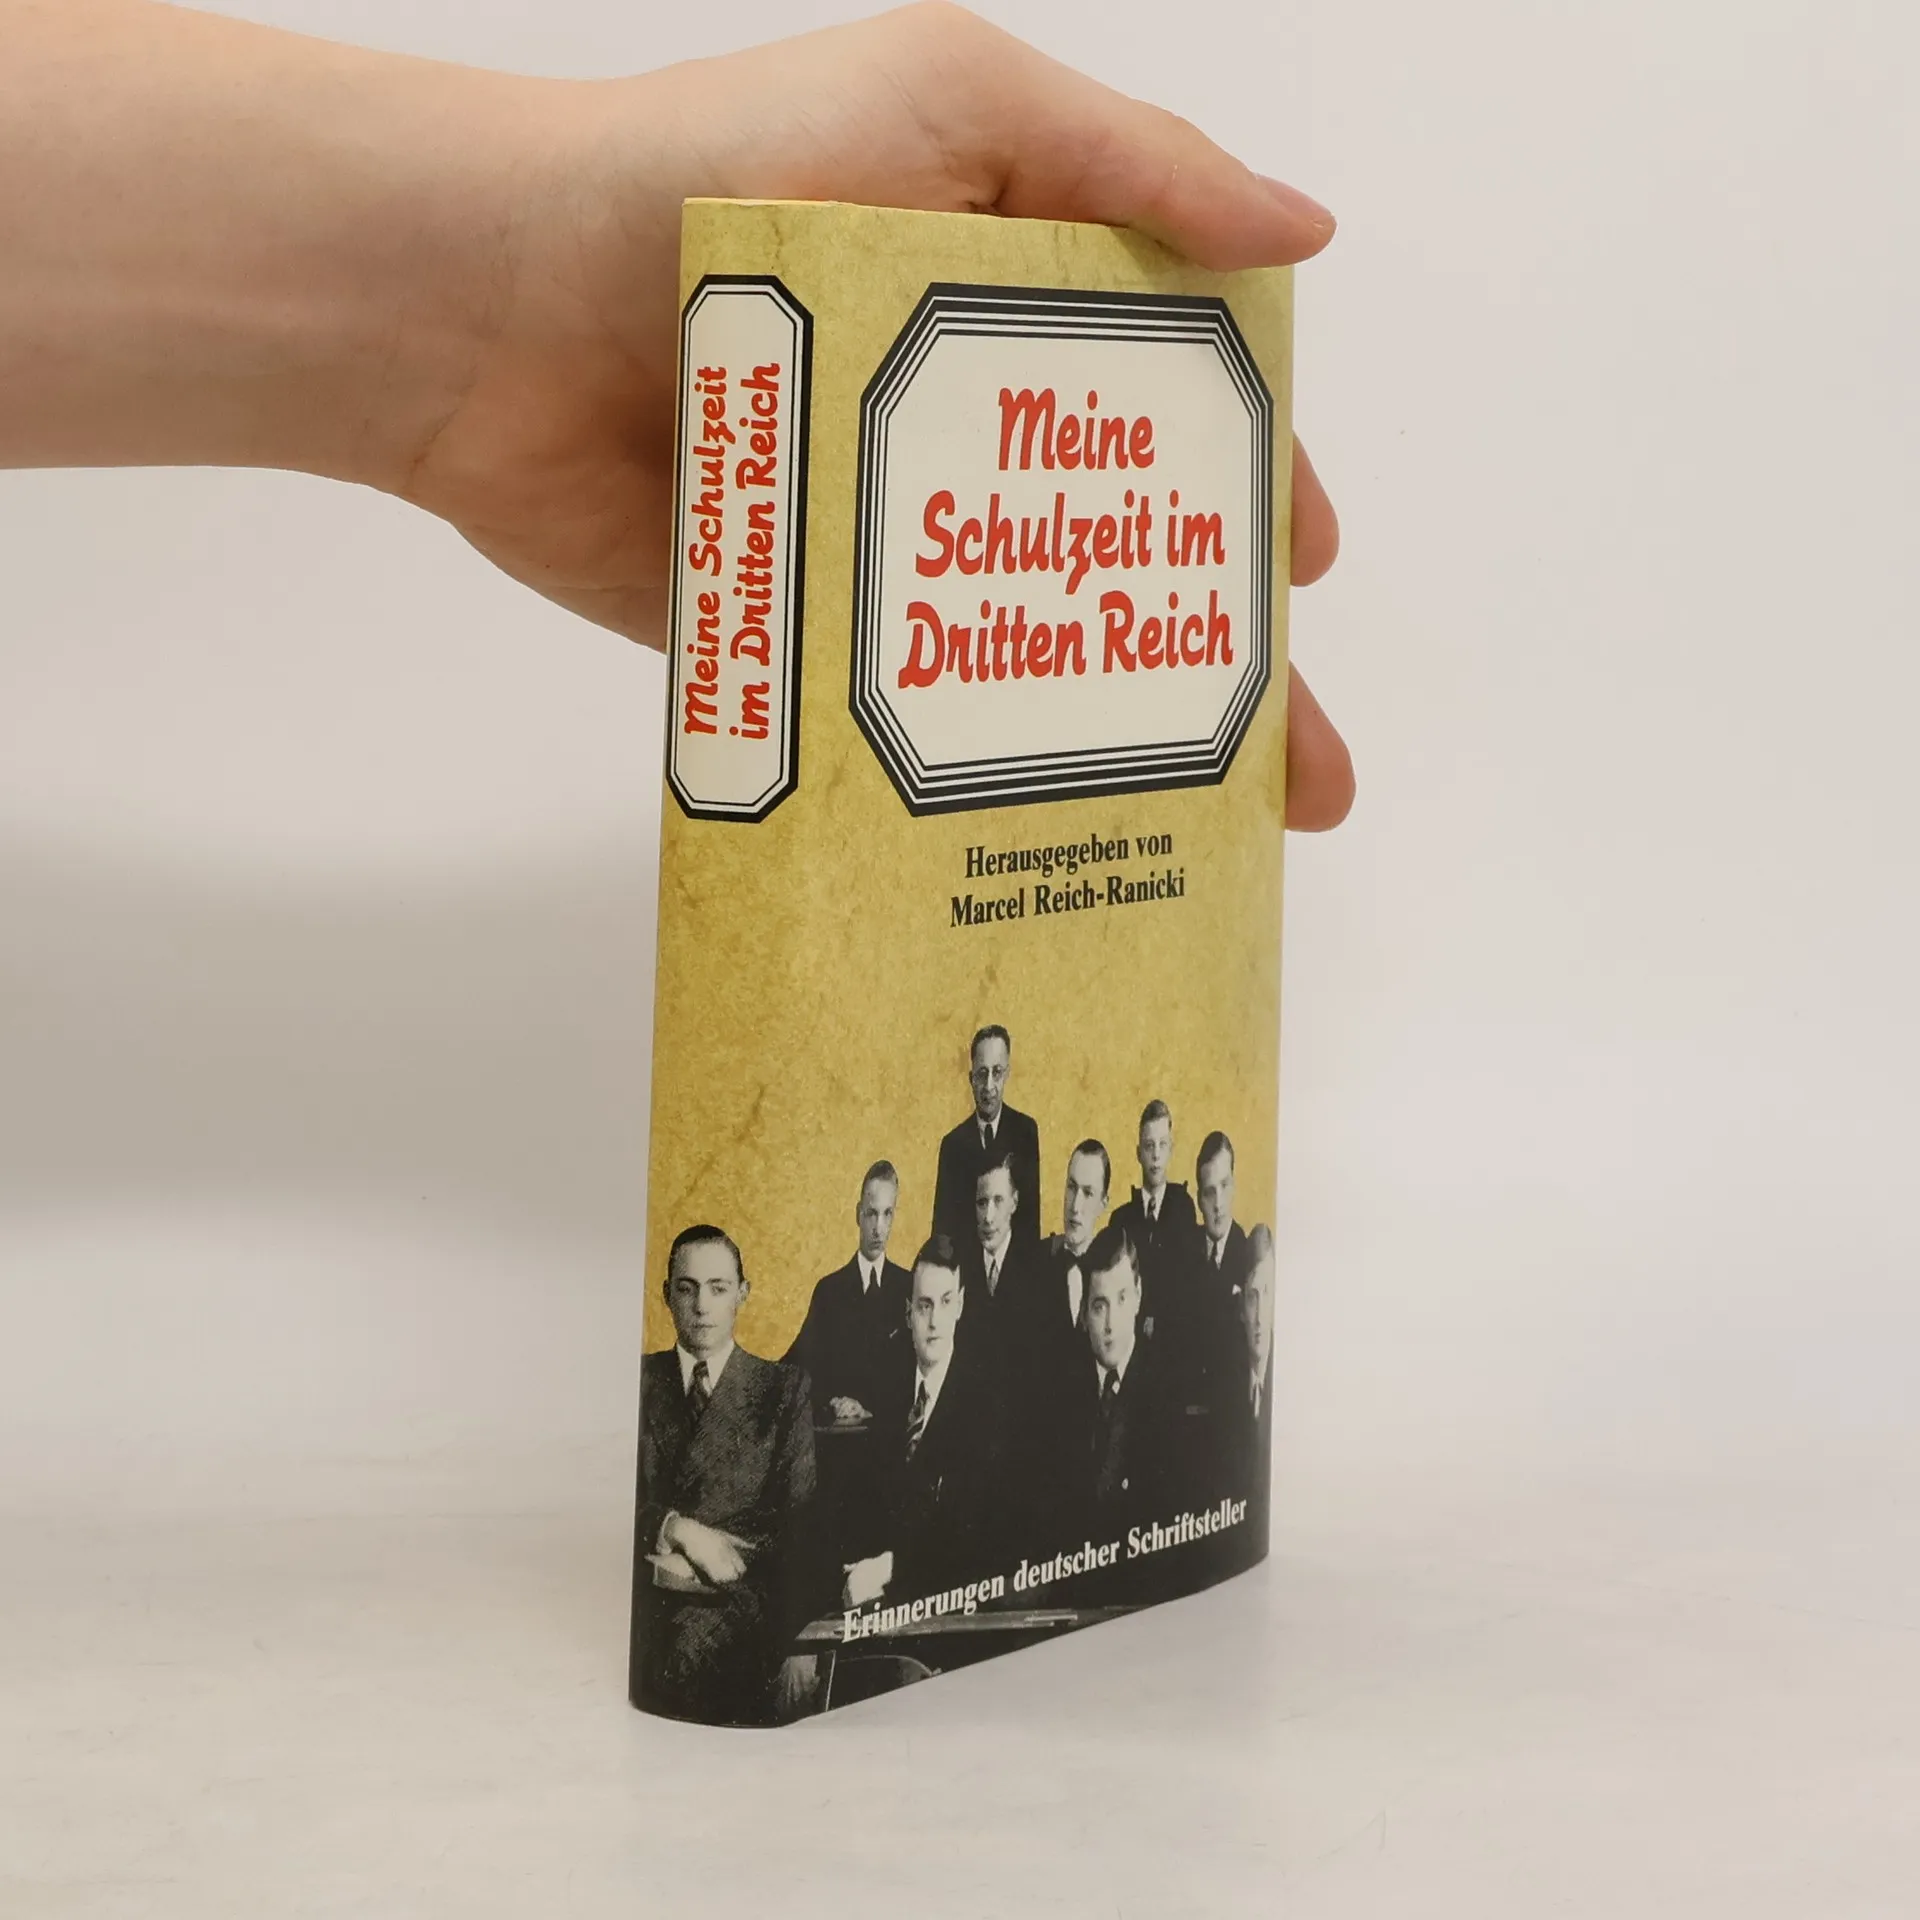 Meine Schulzeit
im Dritten Reich
Meine
Schulzeit im
Dritten Reich
Herausgegeben von
Marcel Reich-Ranicki
Erinnerungen deutscher Schriftsteller